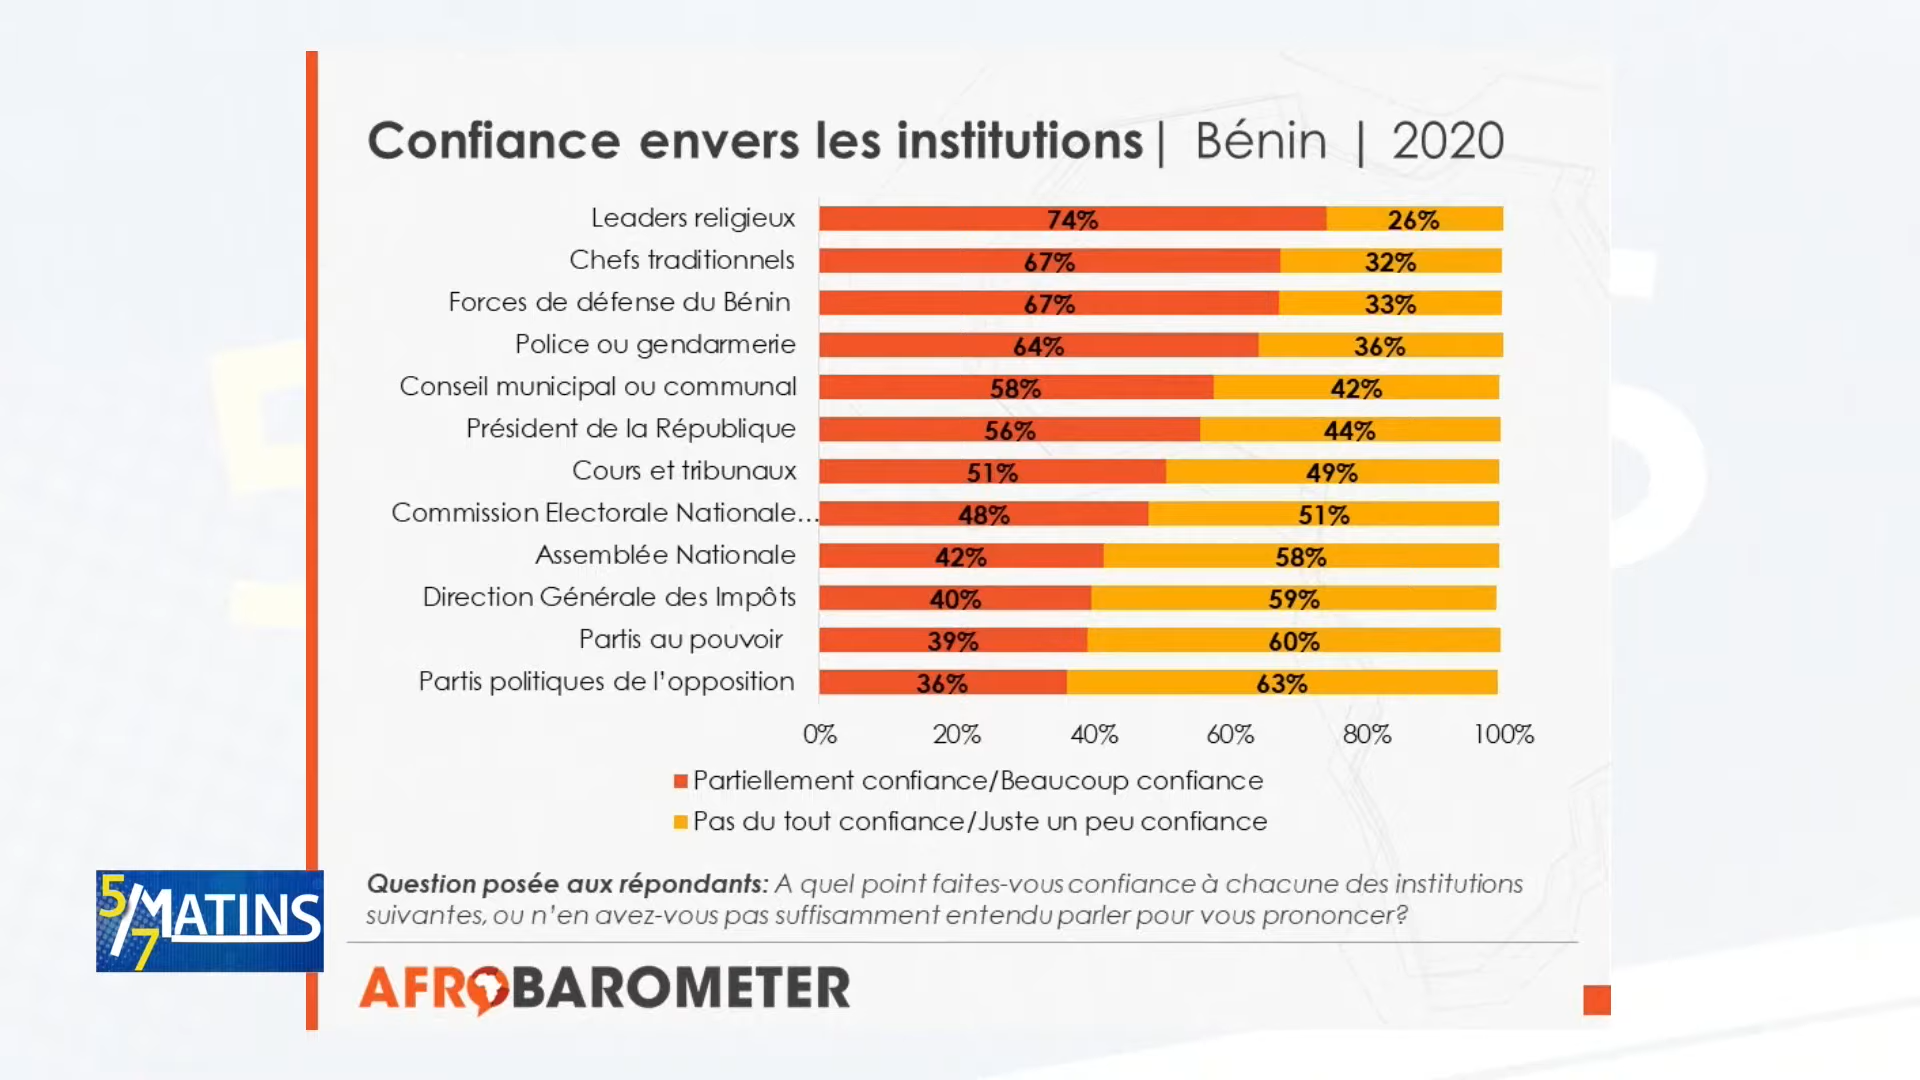 Confiance envers les institutions| Bénin | 2020
Leaders religieux 74% 26%
Chefs traditionnels 67% 32%
Forces de défense du Bénin 67% 33%
Police ou gendarmerie 64% 36%
Conseil municipal ou communal 58% 42%
Président de la République 56% 44%
Cours et tribunaux 51% 49%
Commission Electorale Nationale… 48% 51%
Assemblée Nationale 42% 58%
Direction Générale des Impôts 40% 59%
Partis au pouvoir 39% 60%
Partis politiques de l’opposition 36% 63%
0% 20% 40% 60% 80% 100%
Partiellement confiance/Beaucoup confiance
Pas du tout confiance/Juste un peu confiance
Question posée aux répondants: A quel point faites-vous confiance à chacune des institutions
suivantes, ou n’en avez-vous pas suffisamment entendu parler pour vous prononcer?
5/7 MATINS
AFROBAROMETER